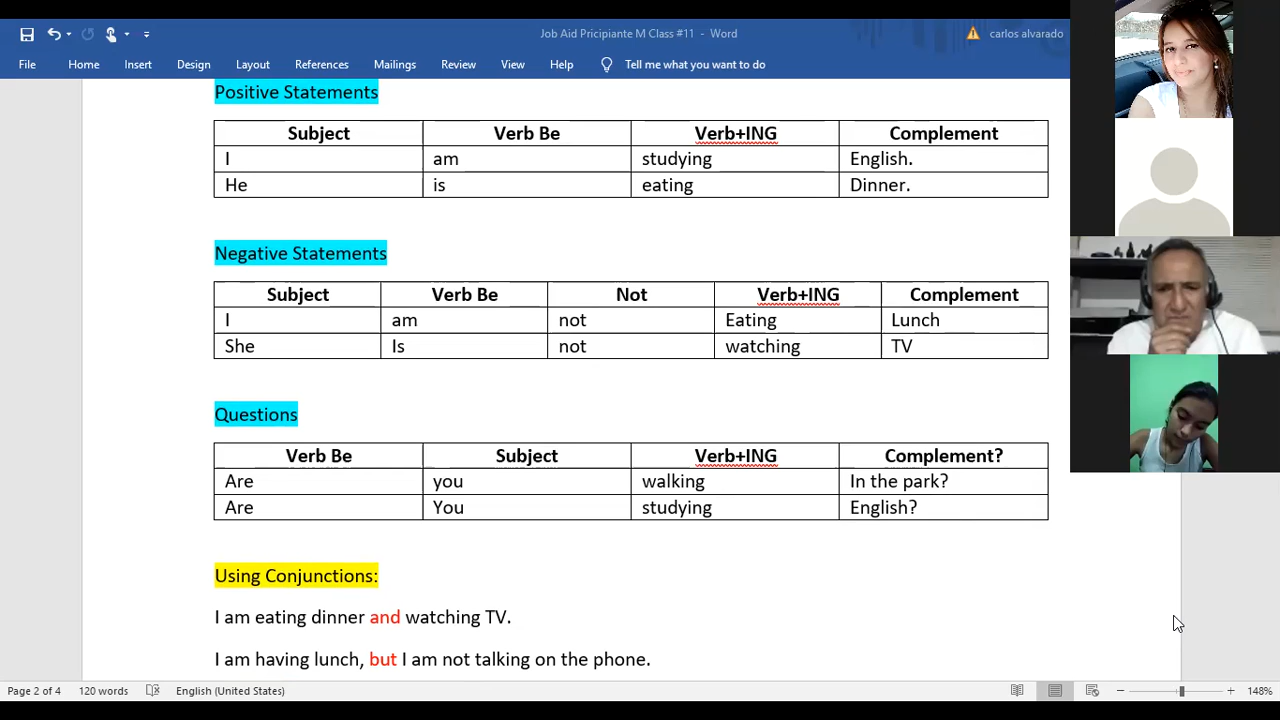 Job Aid Pricipiante M Class #11 - Word
carlos alvarado
File Home Insert Design Layout References Mailings Review View Help Tell me what you want to do
Positive Statements
Subject Verb Be Verb+ING Complement
I am studying English.
He is eating Dinner.
Negative Statements
Subject Verb Be Not Verb+ING Complement
I am not Eating Lunch
She Is not watching TV
Questions
Verb Be Subject Verb+ING Complement?
Are you walking In the park?
Are You studying English?
Using Conjunctions:
I am eating dinner and watching TV.
I am having lunch, but I am not talking on the phone.
Page 2 of 4 120 words English (United States) 148%